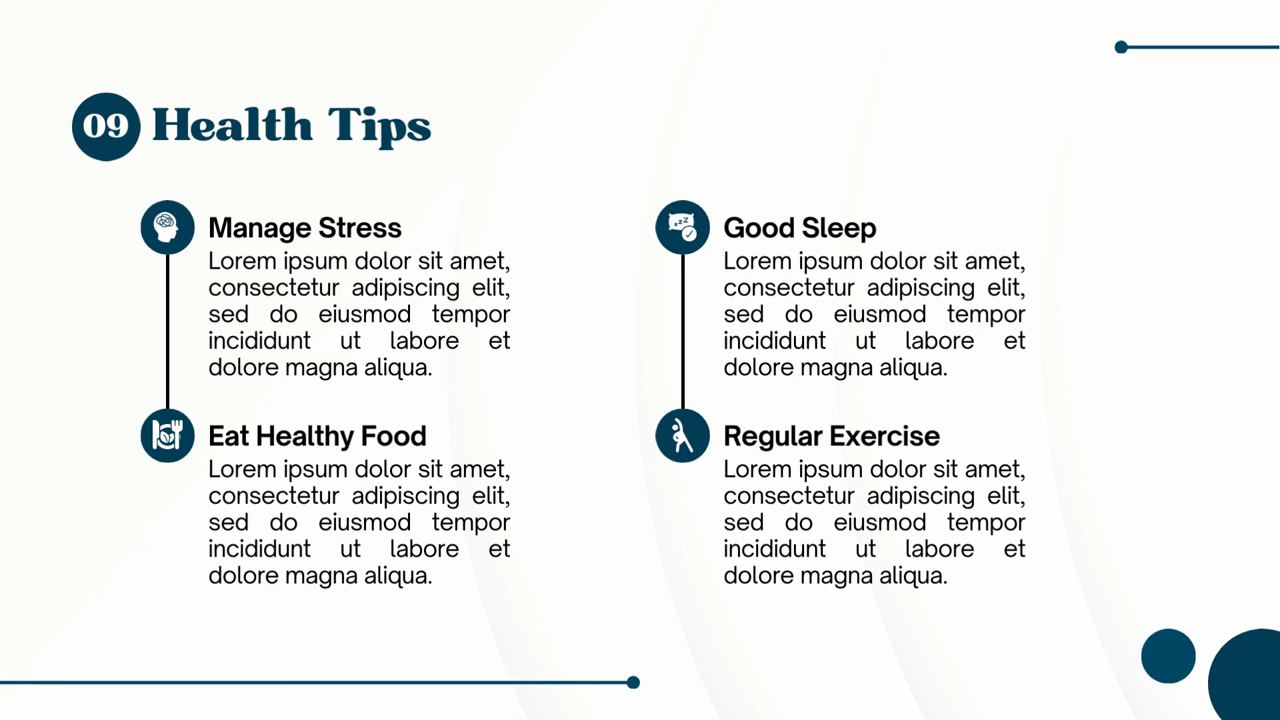 09 Health Tips
Manage Stress
Lorem ipsum dolor sit amet,
consectetur adipiscing elit,
sed do eiusmod tempor
incididunt ut labore et
dolore magna aliqua.
Eat Healthy Food
Lorem ipsum dolor sit amet,
consectetur adipiscing elit,
sed do eiusmod tempor
incididunt ut labore et
dolore magna aliqua.
zzZ
Good Sleep
Lorem ipsum dolor sit amet,
consectetur adipiscing elit,
sed do eiusmod tempor
incididunt ut labore et
dolore magna aliqua.
Regular Exercise
Lorem ipsum dolor sit amet,
consectetur adipiscing elit,
sed do eiusmod tempor
incididunt ut labore et
dolore magna aliqua.